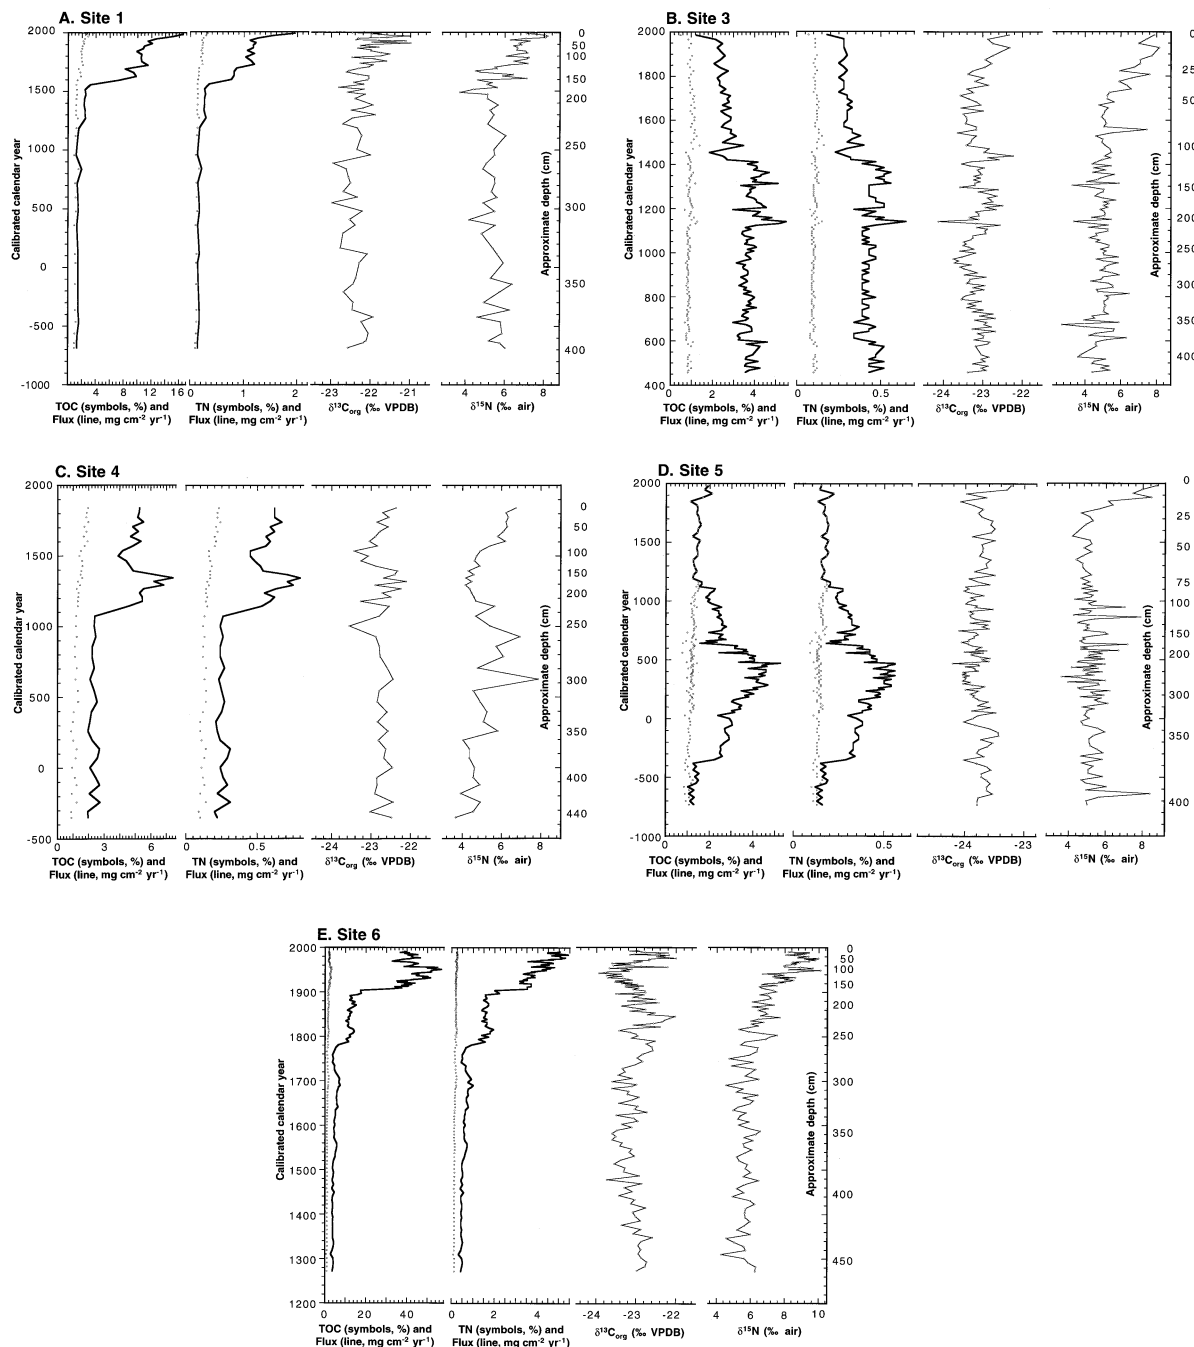 A. Site 1
2000
1500
1000
500
0
-500
-1000
Calibrated calendar year
4 8 12 16
TOC (symbols, %) and
Flux (line, mg cm⁻² yr⁻¹)
0 1 2
TN (symbols, %) and
Flux (line, mg cm⁻² yr⁻¹)
-23 -22 -21
δ¹³Corg (‰ VPDB)
4 6 8
δ¹⁵N (‰ air)
0
50
100
150
200
250
300
350
400
Approximate depth (cm)
B. Site 3
2000
1800
1600
1400
1200
1000
800
600
400
Calibrated calendar year
0 2 4
TOC (symbols, %) and
Flux (line, mg cm⁻² yr⁻¹)
0 0.5
TN (symbols, %) and
Flux (line, mg cm⁻² yr⁻¹)
-24 -23 -22
δ¹³Corg (‰ VPDB)
4 6 8
δ¹⁵N (‰ air)
0
25
50
100
150
200
250
300
350
400
Approximate depth (cm)
C. Site 4
2000
1500
1000
500
0
-500
Calibrated calendar year
0 2 4 6
TOC (symbols, %) and
Flux (line, mg cm⁻² yr⁻¹)
0 0.5
TN (symbols, %) and
Flux (line, mg cm⁻² yr⁻¹)
-24 -23 -22
δ¹³Corg (‰ VPDB)
4 6 8
δ¹⁵N (‰ air)
0
50
100
150
200
250
300
350
400
440
Approximate depth (cm)
D. Site 5
2000
1500
1000
500
0
-500
-1000
Calibrated calendar year
0 2 4
TOC (symbols, %) and
Flux (line, mg cm⁻² yr⁻¹)
0 0.5
TN (symbols, %) and
Flux (line, mg cm⁻² yr⁻¹)
-24 -23
δ¹³Corg (‰ VPDB)
4 6 8
δ¹⁵N (‰ air)
0
25
50
75
100
150
200
300
350
400
Approximate depth (cm)
E. Site 6
2000
1900
1800
1700
1600
1500
1400
1300
1200
Calibrated calendar year
0 20 40
TOC (symbols, %) and
Flux (line, mg cm⁻² yr⁻¹)
0 2 4
TN (symbols, %) and
Flux (line, mg cm⁻² yr⁻¹)
-24 -23 -22
δ¹³Corg (‰ VPDB)
4 6 8 10
δ¹⁵N (‰ air)
0
50
100
150
200
250
300
350
400
450
Approximate depth (cm)